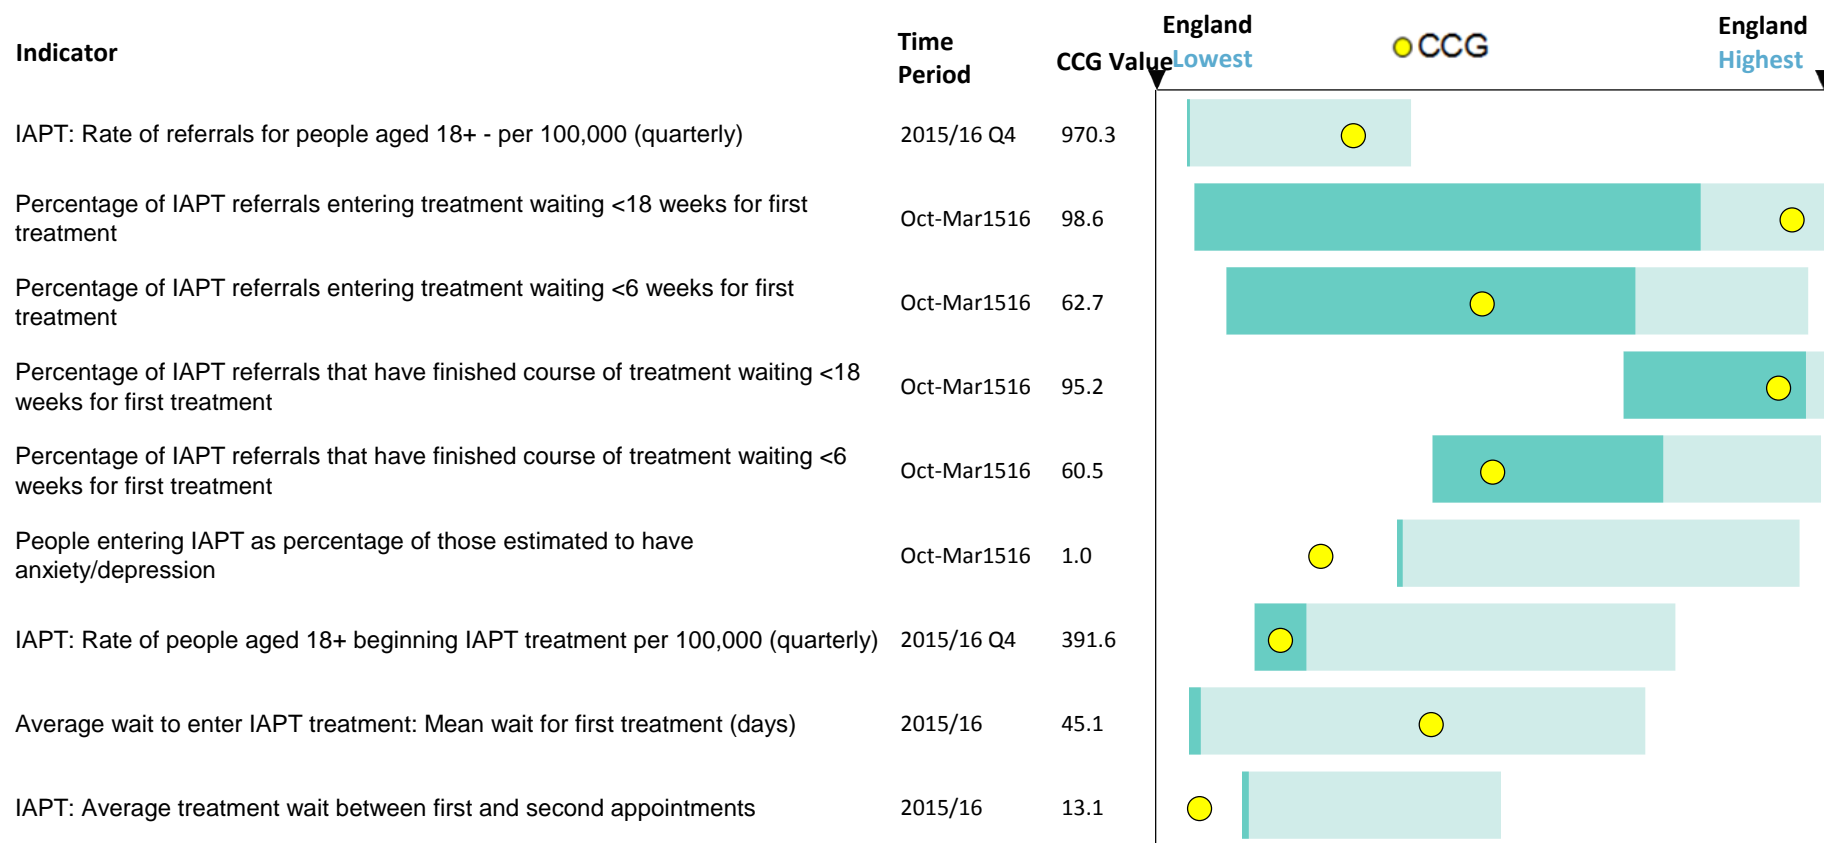 Indicator
Time
Period
CCG Value
England
Lowest
CCG
England
Highest
IAPT: Rate of referrals for people aged 18+ - per 100,000 (quarterly) 2015/16 Q4 970.3
Percentage of IAPT referrals entering treatment waiting <18 weeks for first
treatment
Oct-Mar1516 98.6
Percentage of IAPT referrals entering treatment waiting <6 weeks for first
treatment
Oct-Mar1516 62.7
Percentage of IAPT referrals that have finished course of treatment waiting <18
weeks for first treatment
Oct-Mar1516 95.2
Percentage of IAPT referrals that have finished course of treatment waiting <6
weeks for first treatment
Oct-Mar1516 60.5
People entering IAPT as percentage of those estimated to have
anxiety/depression
Oct-Mar1516 1.0
IAPT: Rate of people aged 18+ beginning IAPT treatment per 100,000 (quarterly) 2015/16 Q4 391.6
Average wait to enter IAPT treatment: Mean wait for first treatment (days) 2015/16 45.1
IAPT: Average treatment wait between first and second appointments 2015/16 13.1